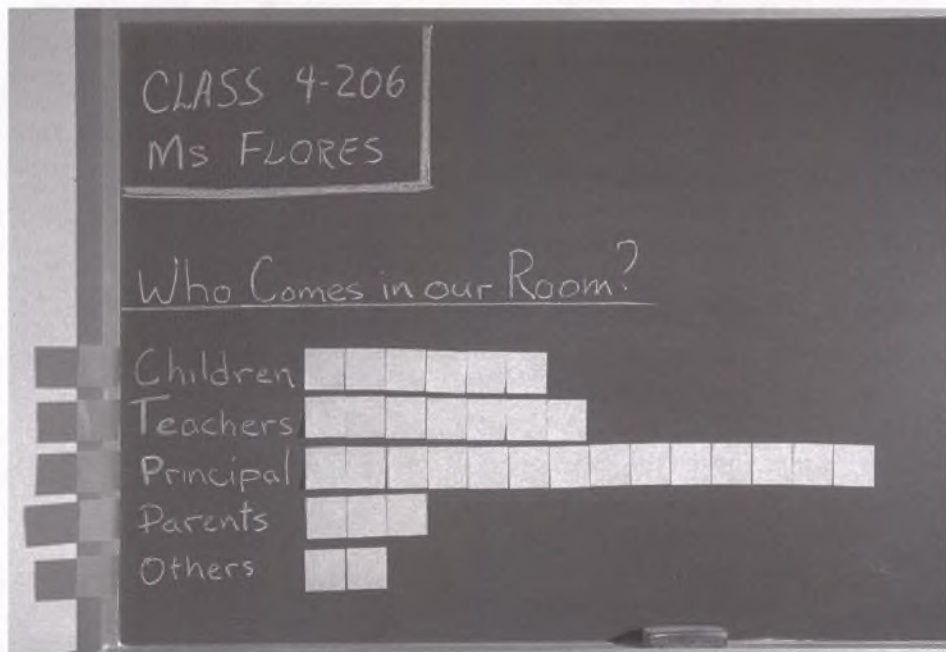 CLASS 4-206
Ms FLORES
Who Comes in our Room?
Children
Teachers
Principal
Parents
Others